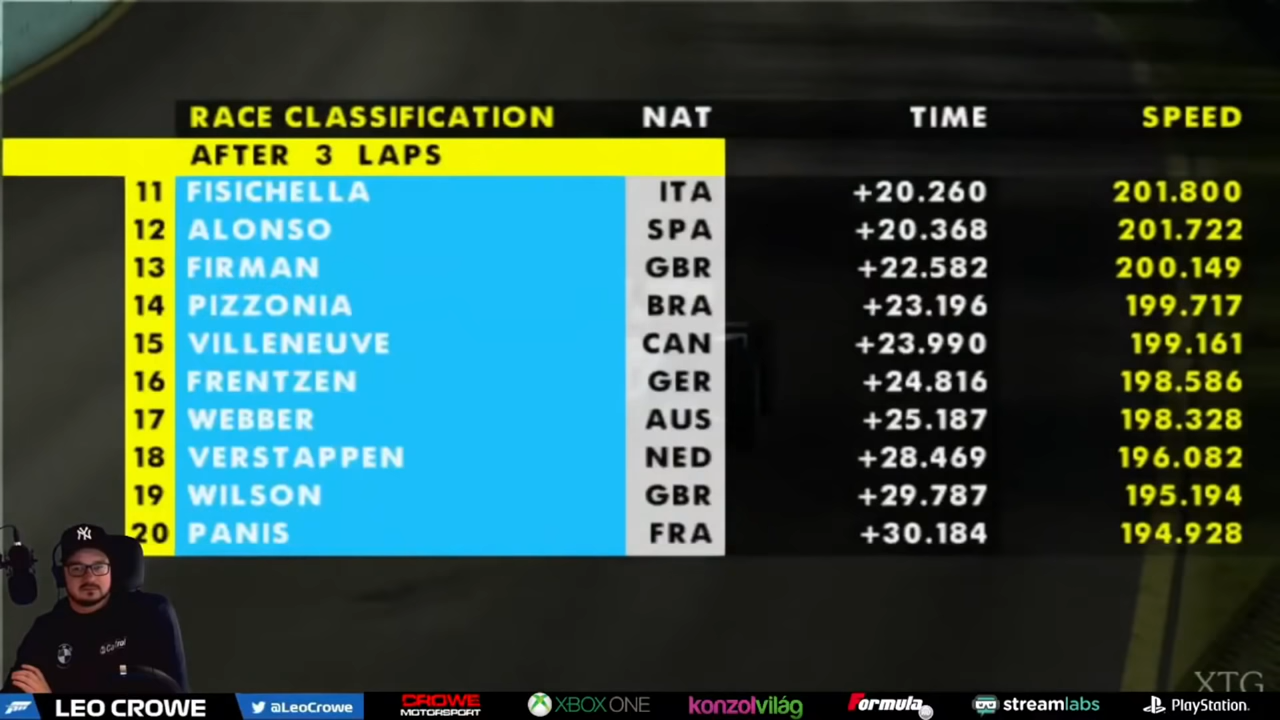 RACE CLASSIFICATION NAT TIME SPEED
AFTER 3 LAPS
11 FISICHELLA ITA +20.260 201.800
12 ALONSO SPA +20.368 201.722
13 FIRMAN GBR +22.582 200.149
14 PIZZONIA BRA +23.196 199.717
15 VILLENEUVE CAN +23.990 199.161
16 FRENTZEN GER +24.816 198.586
17 WEBBER AUS +25.187 198.328
18 VERSTAPPEN NED +28.469 196.082
19 WILSON GBR +29.787 195.194
20 PANIS FRA +30.184 194.928
NY
Castrol
XTG
LEO CROWE @LeoCrowe CROWE MOTORSPORT XBOX ONE konzolvilág Formula streamlabs PlayStation.